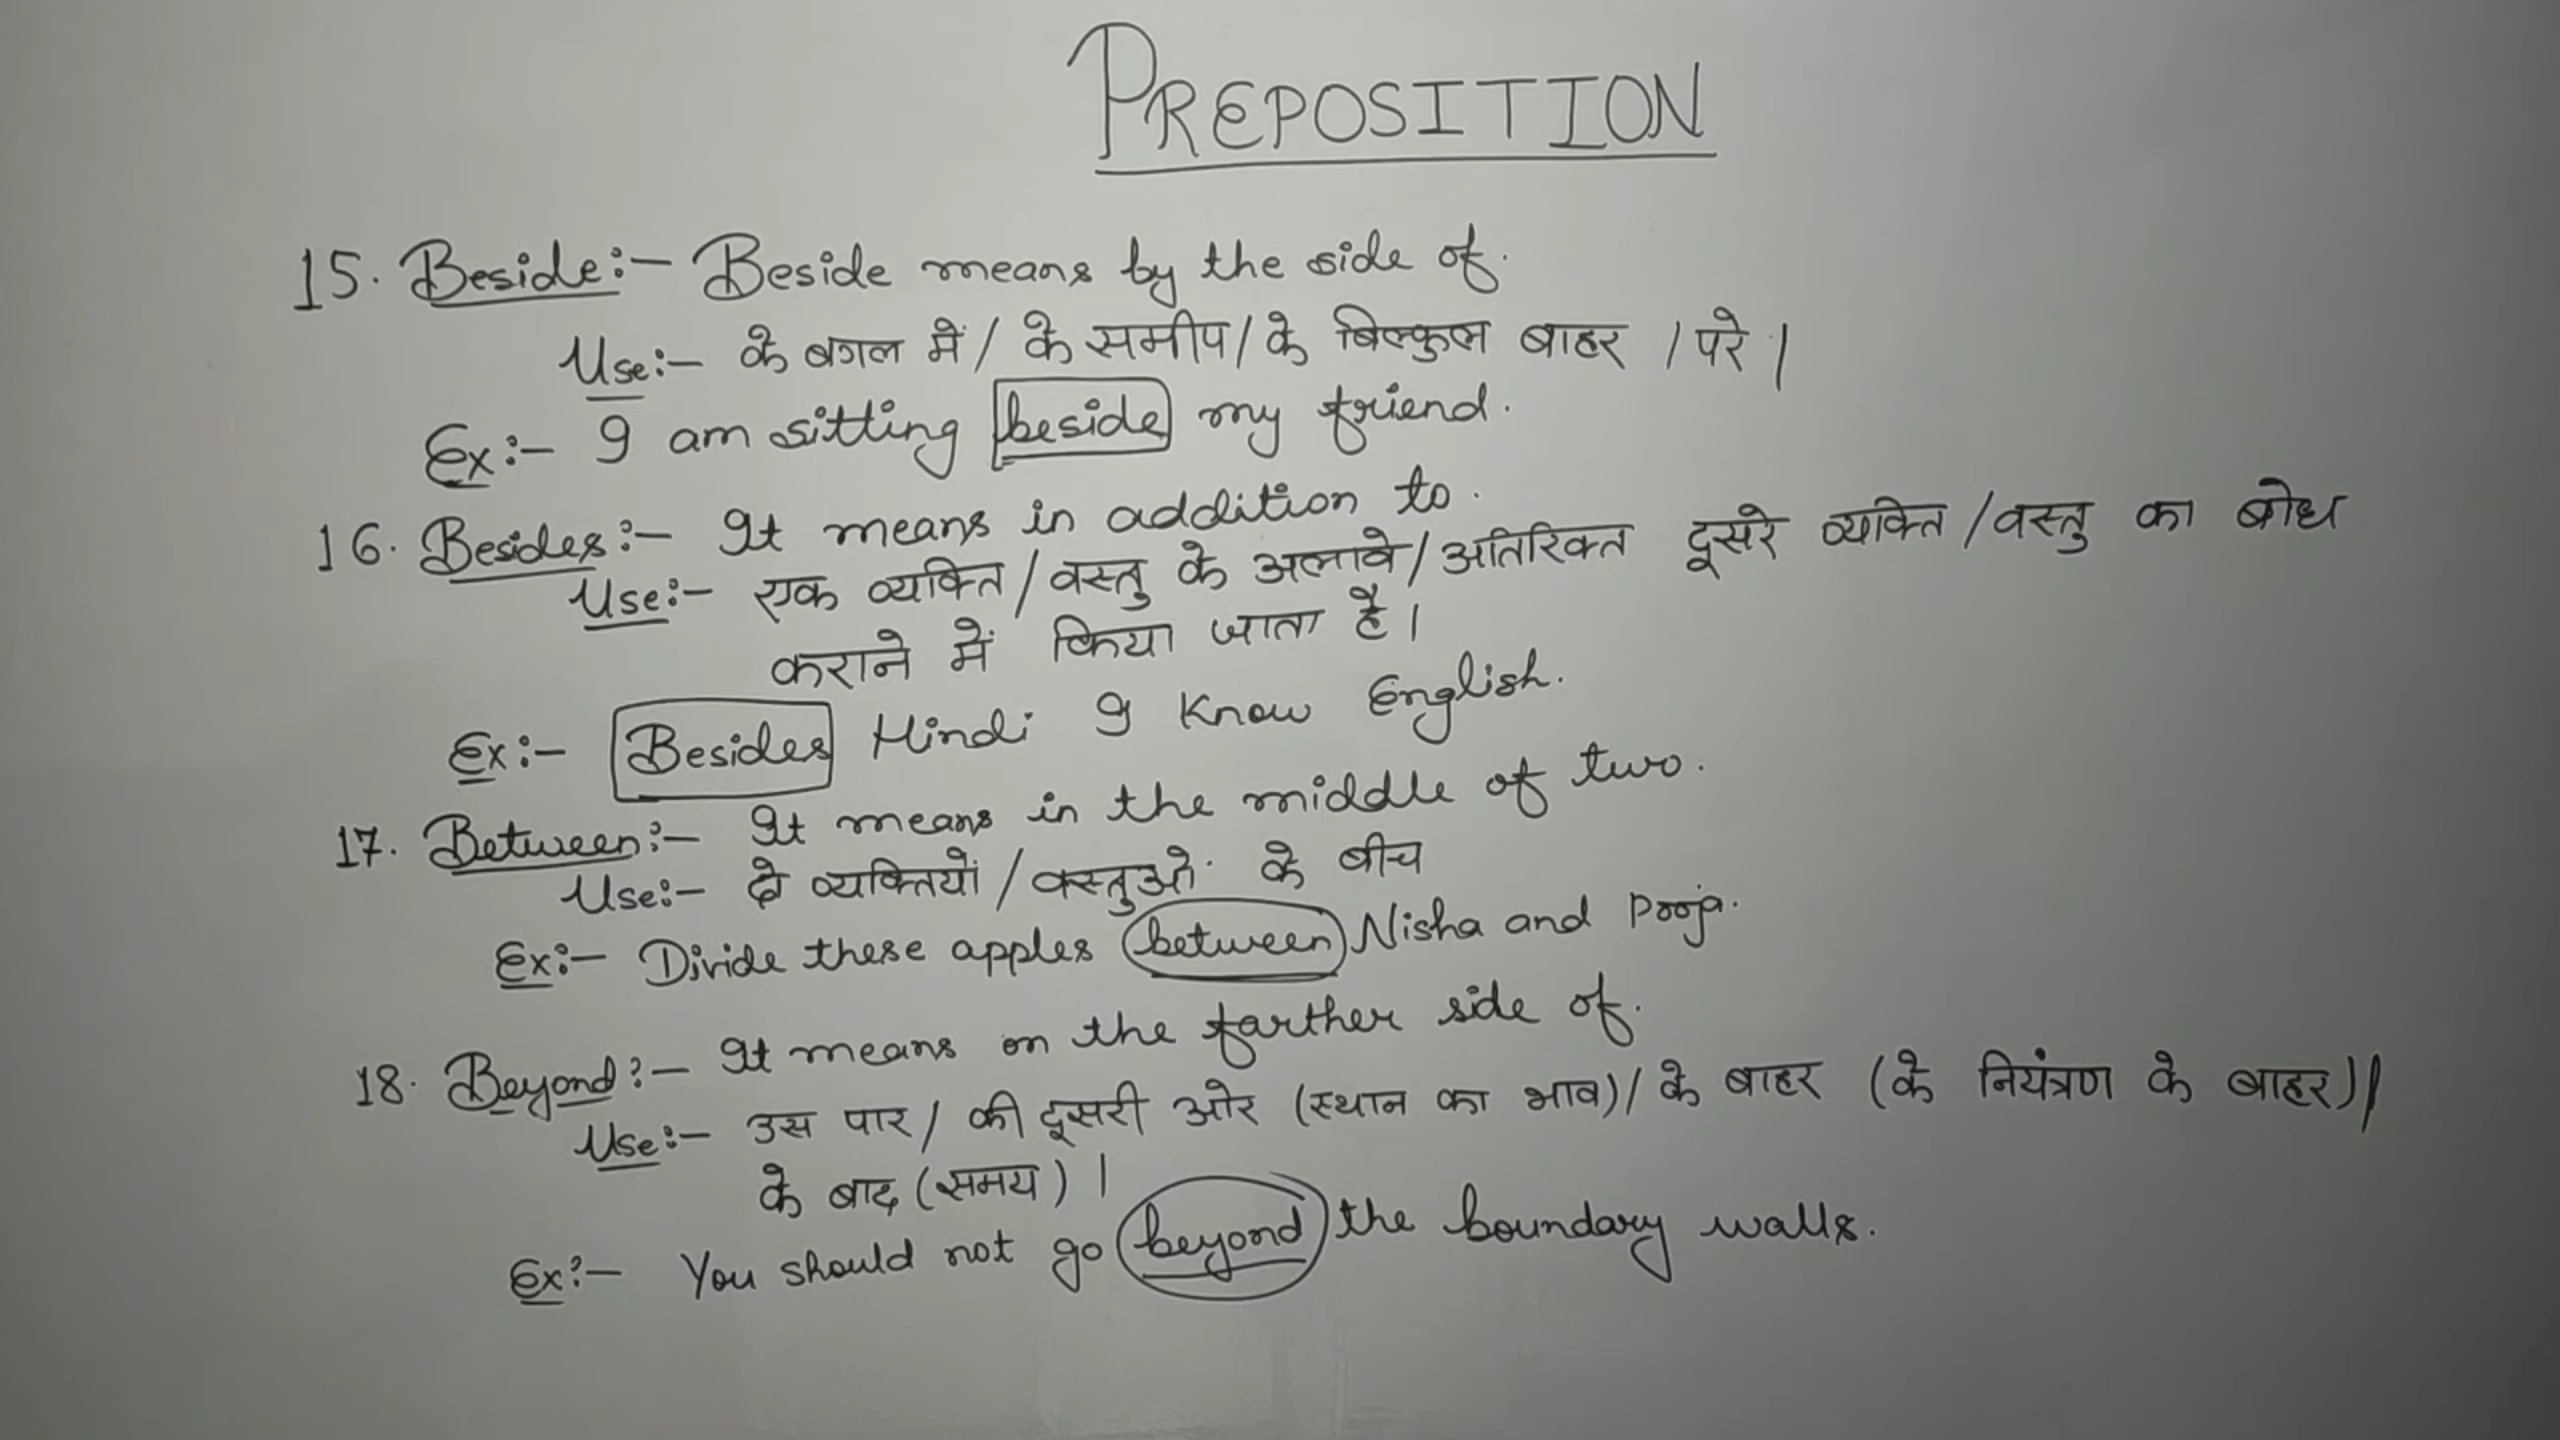 PREPOSITION
15. Beside:- Beside means by the side of.
Use:- के बगल में / के समीप / के बिल्कुल बाहर / परे |
Ex:- I am sitting beside my friend.
16. Besides:- It means in addition to.
Use:- एक व्यक्ति / वस्तु के अलावे / अतिरिक्त दूसरे व्यक्ति / वस्तु का बोध
कराने में किया जाता है |
Ex:- Besides Hindi I know English.
17. Between:- It means in the middle of two.
Use:- दो व्यक्तियों / वस्तुओं के बीच
Ex:- Divide these apples between Nisha and Pooja.
18. Beyond:- It means on the farther side of.
Use:- उस पार / की दूसरी ओर (स्थान का भाव) / के बाहर (के नियंत्रण के बाहर) |
के बाद (समय) |
Ex:- You should not go beyond the boundary walls.